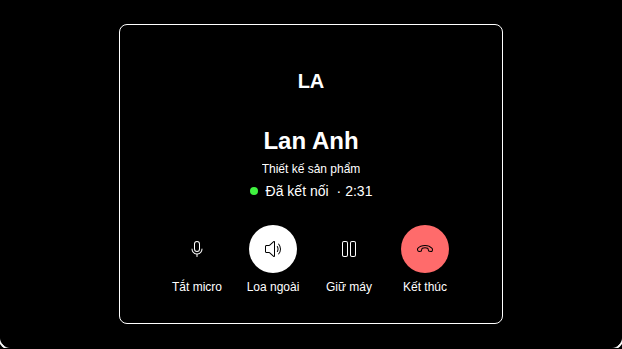 LA
Lan Anh
Thiết kế sản phẩm
Đã kết nối · 2:31
Tắt micro Loa ngoài Giữ máy Kết thúc